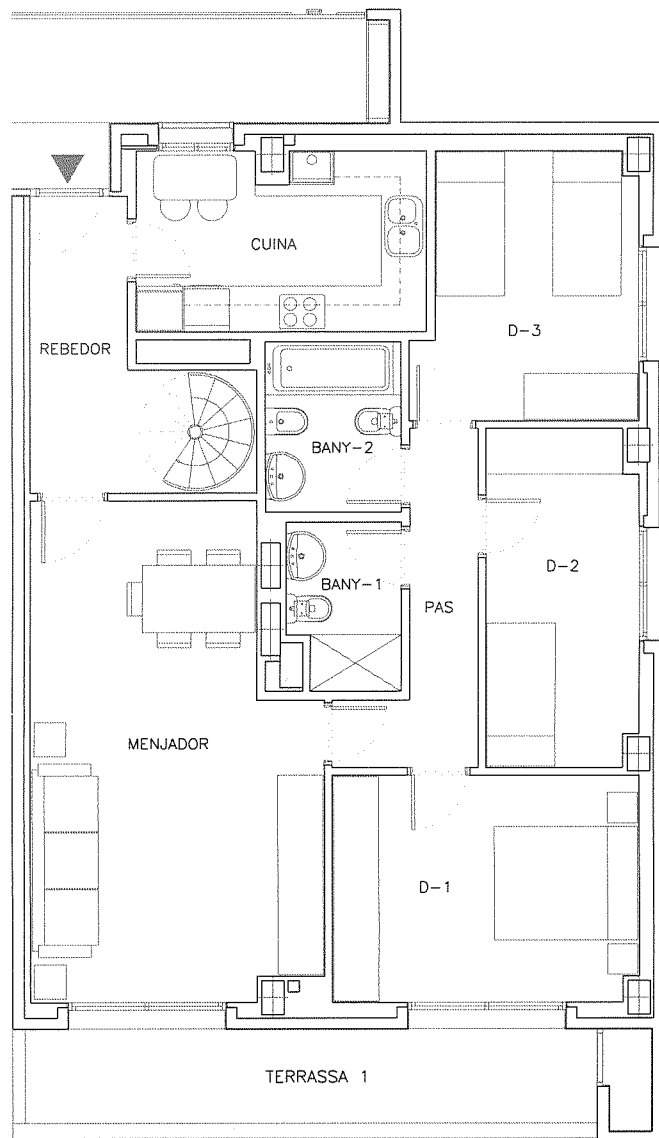 CUINA
D-3
REBEDOR
BANY-2
D-2
BANY-1
PAS
MENJADOR
D-1
TERRASSA 1